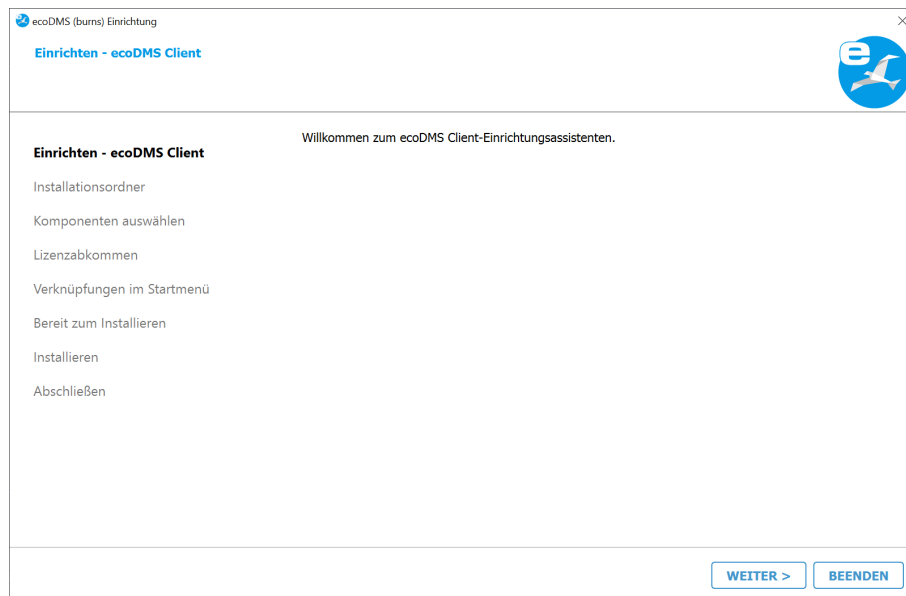 ecoDMS (burns) Einrichtung
Einrichten - ecoDMS Client
e
Willkommen zum ecoDMS Client-Einrichtungsassistenten.
Einrichten - ecoDMS Client
Installationsordner
Komponenten auswählen
Lizenzabkommen
Verknüpfungen im Startmenü
Bereit zum Installieren
Installieren
Abschließen
WEITER > BEENDEN